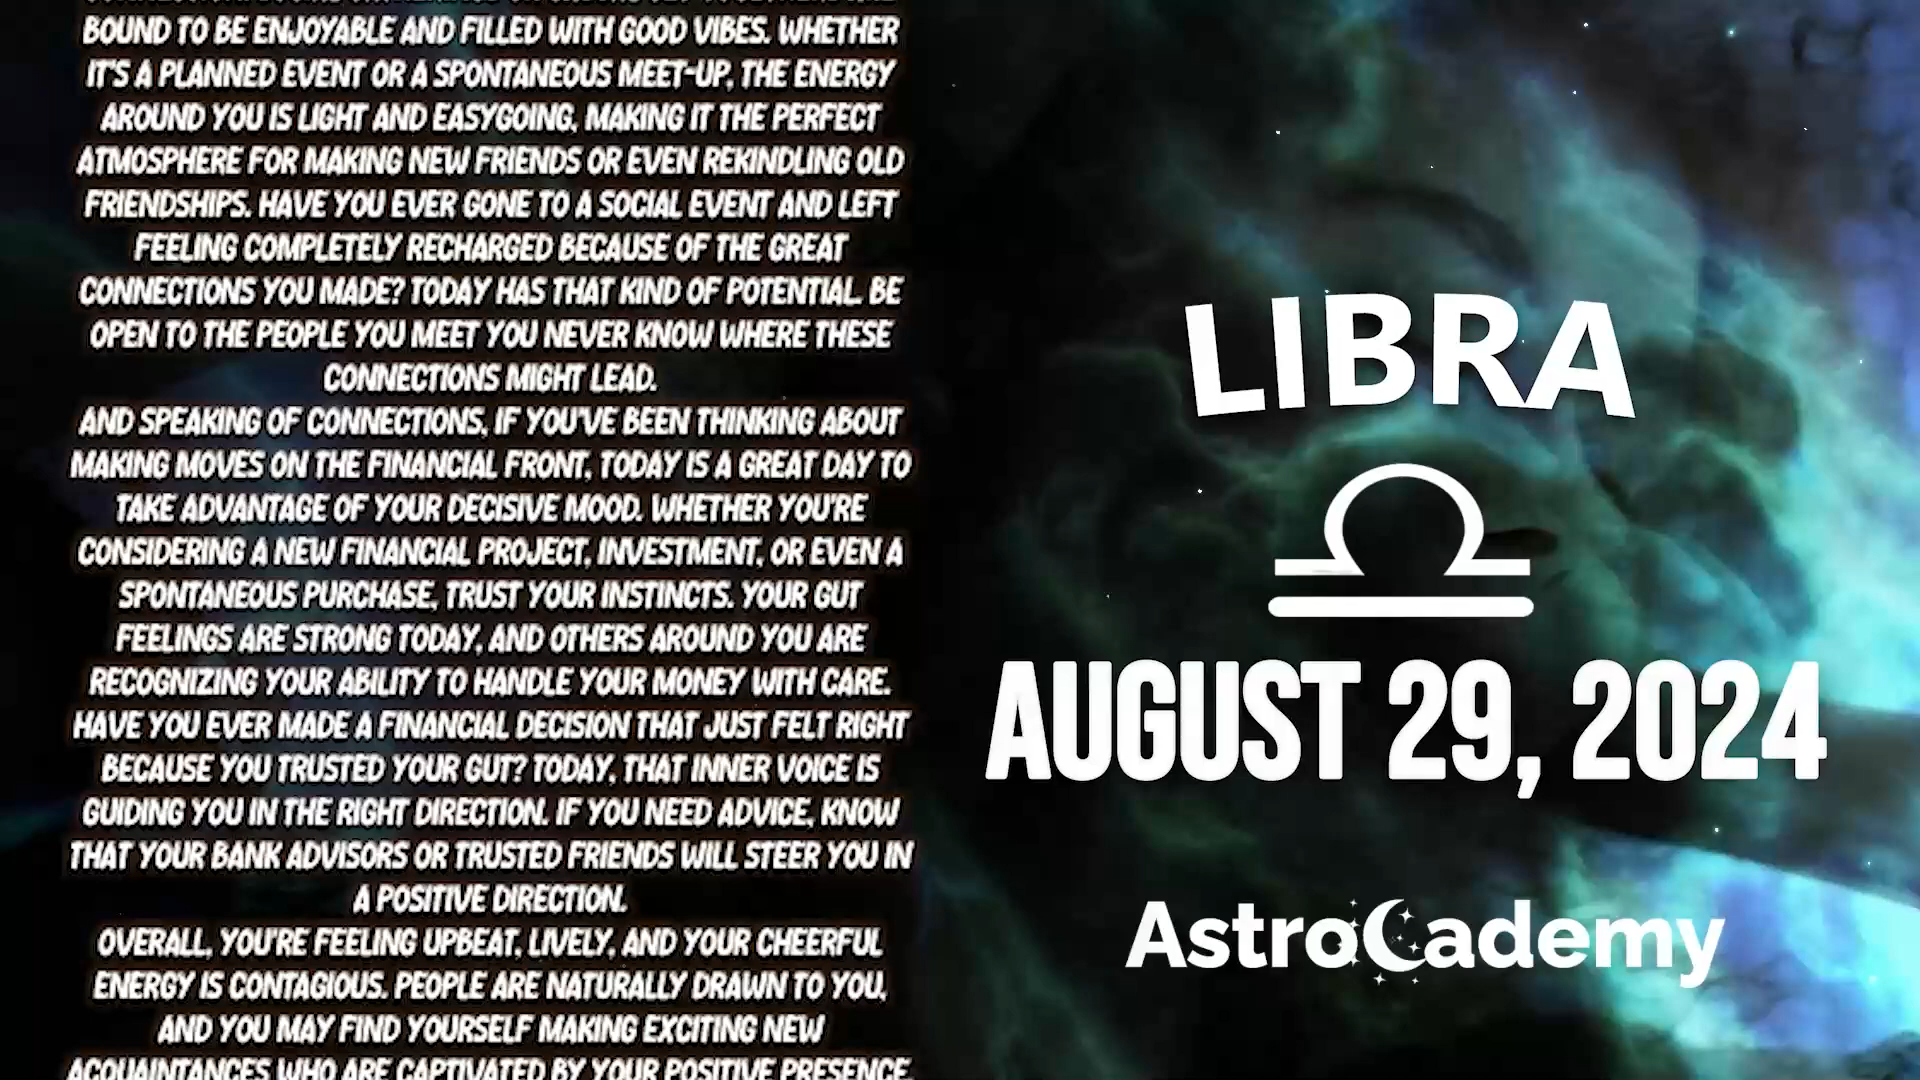 BOUND TO BE ENJOYABLE AND FILLED WITH GOOD VIBES. WHETHER
IT'S A PLANNED EVENT OR A SPONTANEOUS MEET-UP, THE ENERGY
AROUND YOU IS LIGHT AND EASYGOING, MAKING IT THE PERFECT
ATMOSPHERE FOR MAKING NEW FRIENDS OR EVEN REKINDLING OLD
FRIENDSHIPS. HAVE YOU EVER GONE TO A SOCIAL EVENT AND LEFT
FEELING COMPLETELY RECHARGED BECAUSE OF THE GREAT
CONNECTIONS YOU MADE? TODAY HAS THAT KIND OF POTENTIAL. BE
OPEN TO THE PEOPLE YOU MEET YOU NEVER KNOW WHERE THESE
CONNECTIONS MIGHT LEAD.
AND SPEAKING OF CONNECTIONS, IF YOU'VE BEEN THINKING ABOUT
MAKING MOVES ON THE FINANCIAL FRONT, TODAY IS A GREAT DAY TO
TAKE ADVANTAGE OF YOUR DECISIVE MOOD. WHETHER YOU'RE
CONSIDERING A NEW FINANCIAL PROJECT, INVESTMENT, OR EVEN A
SPONTANEOUS PURCHASE, TRUST YOUR INSTINCTS. YOUR GUT
FEELINGS ARE STRONG TODAY, AND OTHERS AROUND YOU ARE
RECOGNIZING YOUR ABILITY TO HANDLE YOUR MONEY WITH CARE.
HAVE YOU EVER MADE A FINANCIAL DECISION THAT JUST FELT RIGHT
BECAUSE YOU TRUSTED YOUR GUT? TODAY, THAT INNER VOICE IS
GUIDING YOU IN THE RIGHT DIRECTION. IF YOU NEED ADVICE, KNOW
THAT YOUR BANK ADVISORS OR TRUSTED FRIENDS WILL STEER YOU IN
A POSITIVE DIRECTION.
OVERALL, YOU'RE FEELING UPBEAT, LIVELY, AND YOUR CHEERFUL
ENERGY IS CONTAGIOUS. PEOPLE ARE NATURALLY DRAWN TO YOU,
AND YOU MAY FIND YOURSELF MAKING EXCITING NEW
ACQUAINTANCES WHO ARE CAPTIVATED BY YOUR POSITIVE PRESENCE.
LIBRA
AUGUST 29, 2024
AstroCademy